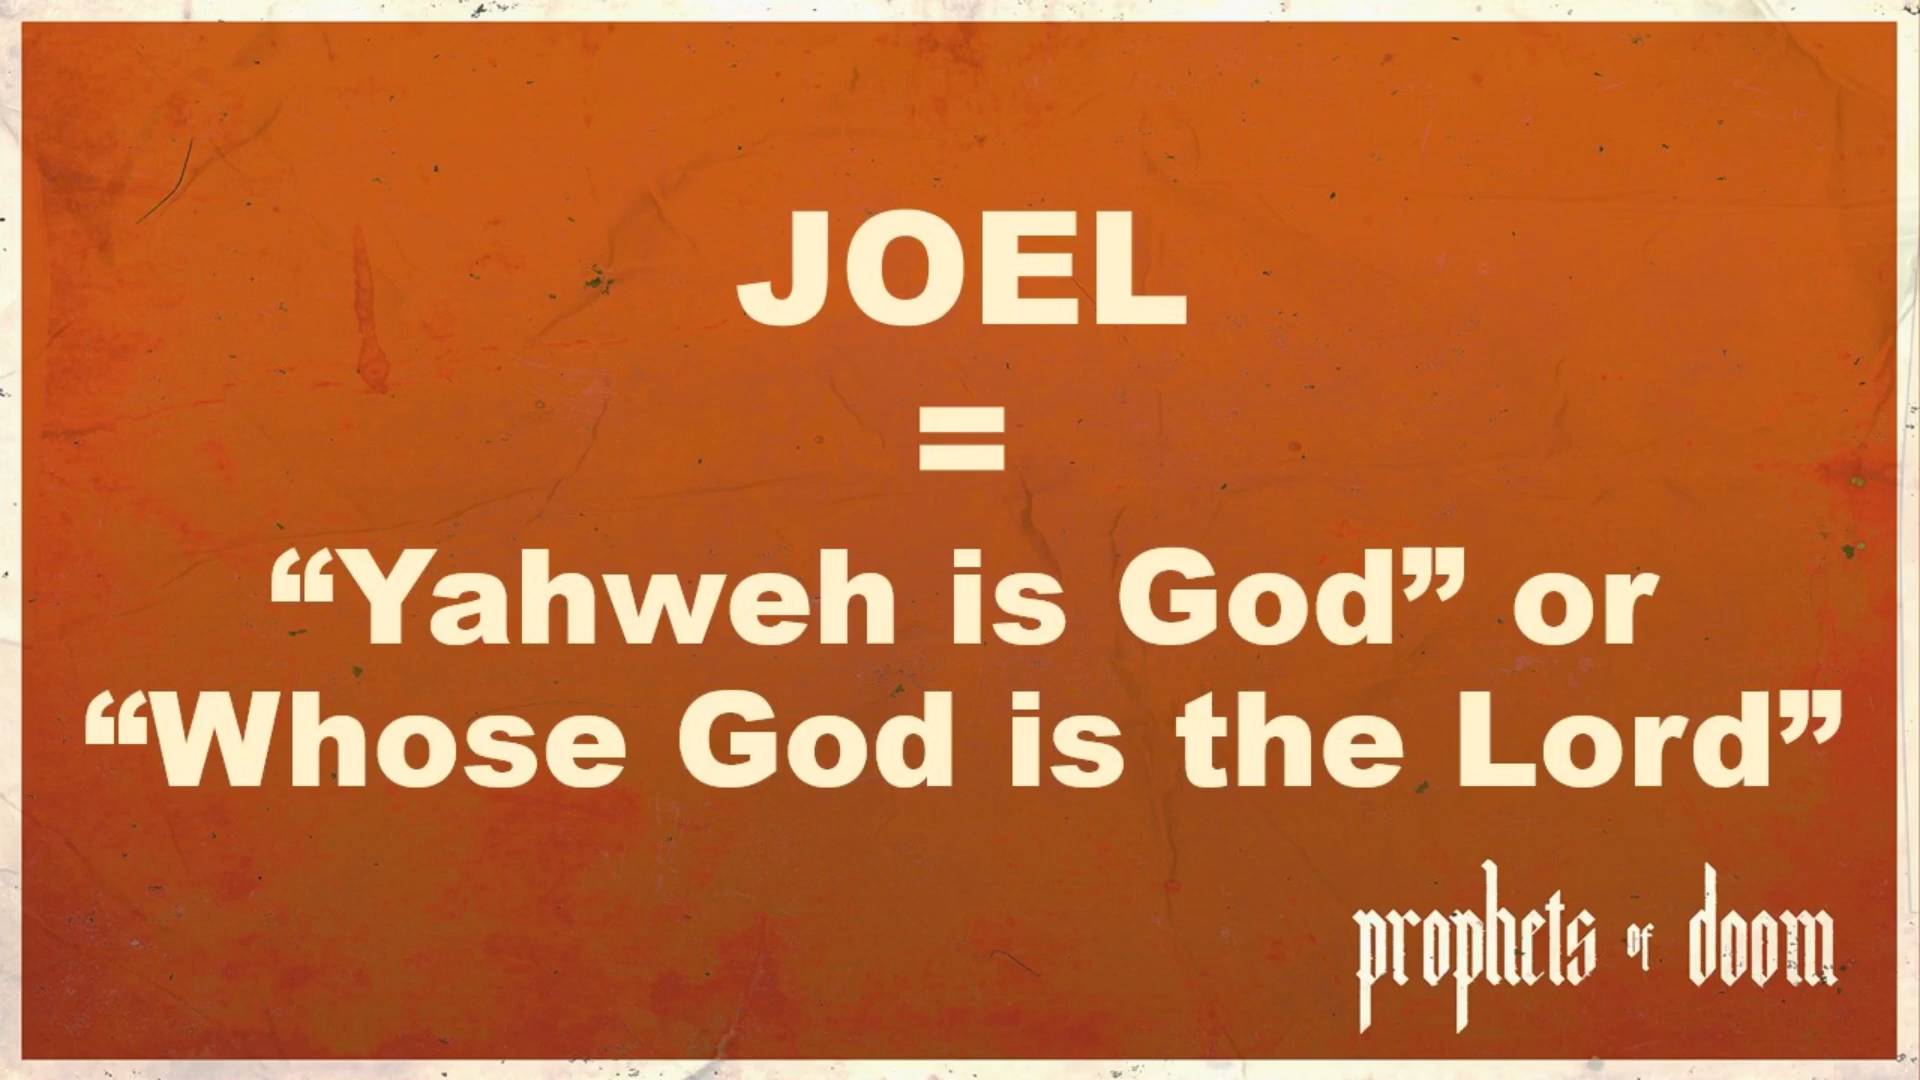 JOEL
=
“Yahweh is God” or
“Whose God is the Lord”
prophets of doom